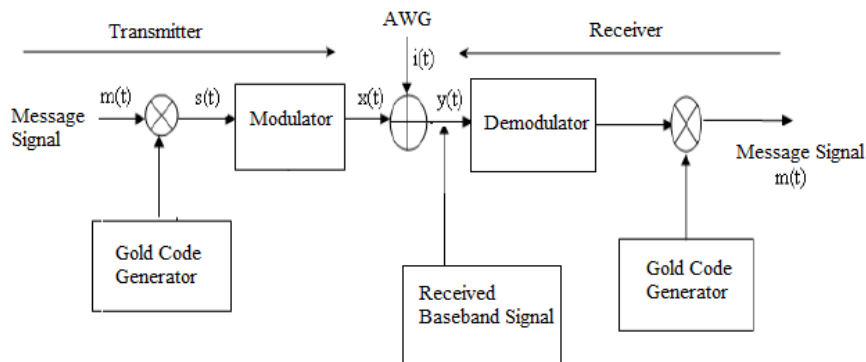 Transmitter
AWG
Receiver
i(t)
m(t)
s(t)
x(t)
y(t)
Message
Signal
Modulator
Demodulator
Message Signal
m(t)
Gold Code
Generator
Received
Baseband Signal
Gold Code
Generator